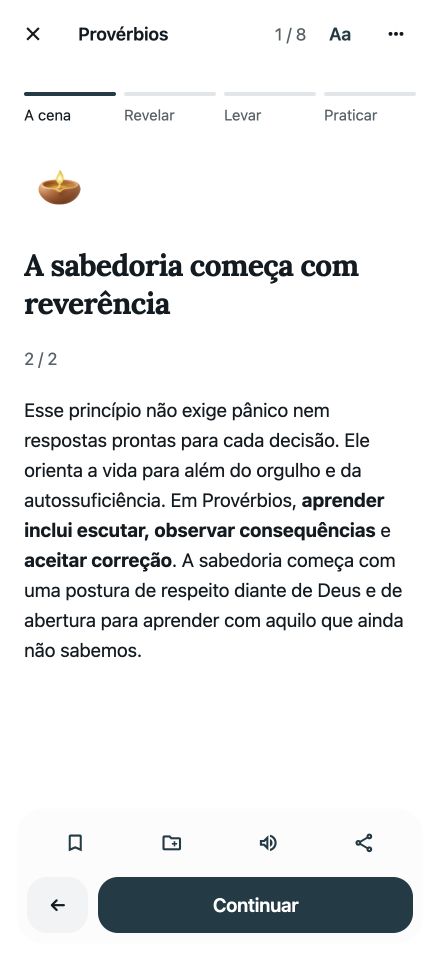 Provérbios
1 / 8
Aa
A cena
Revelar
Levar
Praticar
A sabedoria começa com
reverência
2 / 2
Esse princípio não exige pânico nem
respostas prontas para cada decisão. Ele
orienta a vida para além do orgulho e da
autossuficiência. Em Provérbios, aprender
inclui escutar, observar consequências e
aceitar correção. A sabedoria começa com
uma postura de respeito diante de Deus e de
abertura para aprender com aquilo que ainda
não sabemos.
Continuar